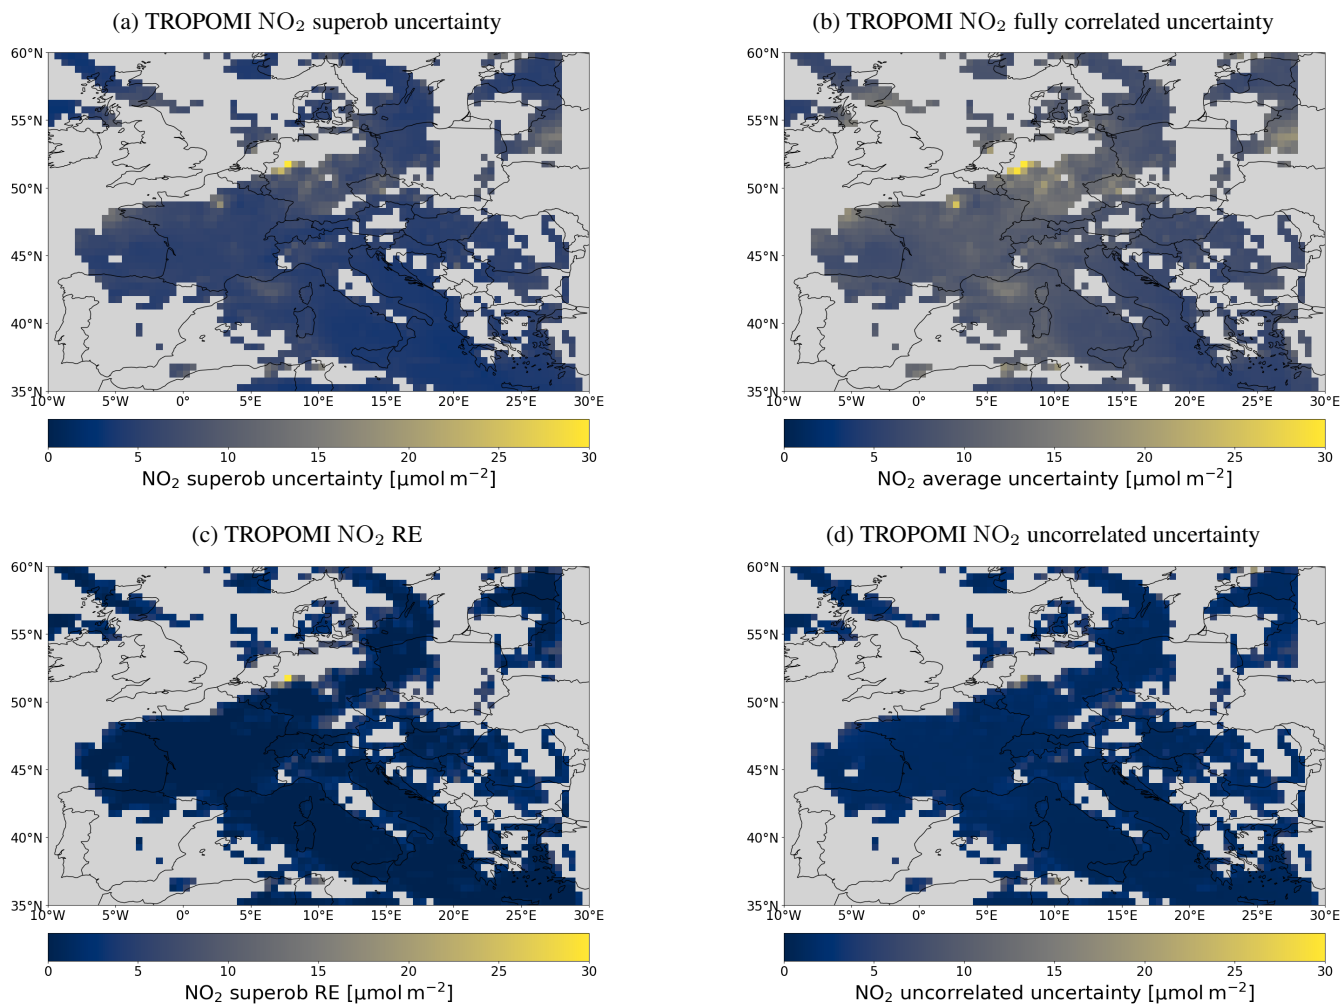 (a) TROPOMI NO₂ superob uncertainty
60°N
55°N
50°N
45°N
40°N
35°N
10°W 5°W 0° 5°E 10°E 15°E 20°E 25°E 30°E
0 5 10 15 20 25 30
NO₂ superob uncertainty [µmol m⁻²]
(b) TROPOMI NO₂ fully correlated uncertainty
60°N
55°N
50°N
45°N
40°N
35°N
10°W 5°W 0° 5°E 10°E 15°E 20°E 25°E 30°E
0 5 10 15 20 25 30
NO₂ average uncertainty [µmol m⁻²]
(c) TROPOMI NO₂ RE
60°N
55°N
50°N
45°N
40°N
35°N
10°W 5°W 0° 5°E 10°E 15°E 20°E 25°E 30°E
0 5 10 15 20 25 30
NO₂ superob RE [µmol m⁻²]
(d) TROPOMI NO₂ uncorrelated uncertainty
60°N
55°N
50°N
45°N
40°N
35°N
10°W 5°W 0° 5°E 10°E 15°E 20°E 25°E 30°E
0 5 10 15 20 25 30
NO₂ uncorrelated uncertainty [µmol m⁻²]